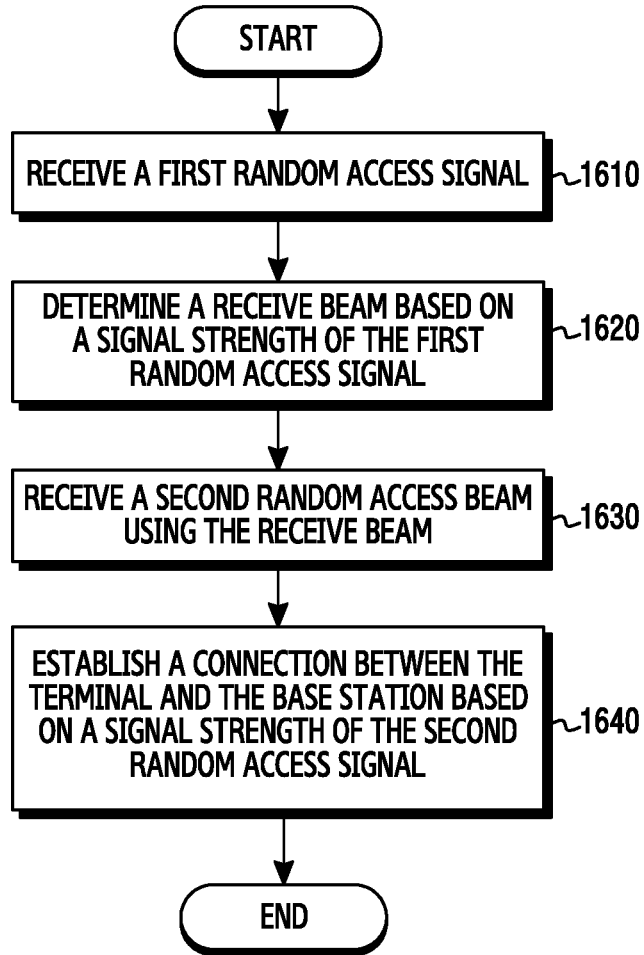 START
RECEIVE A FIRST RANDOM ACCESS SIGNAL
1610
DETERMINE A RECEIVE BEAM BASED ON
A SIGNAL STRENGTH OF THE FIRST
RANDOM ACCESS SIGNAL
1620
RECEIVE A SECOND RANDOM ACCESS BEAM
USING THE RECEIVE BEAM
1630
ESTABLISH A CONNECTION BETWEEN THE
TERMINAL AND THE BASE STATION BASED
ON A SIGNAL STRENGTH OF THE SECOND
RANDOM ACCESS SIGNAL
1640
END